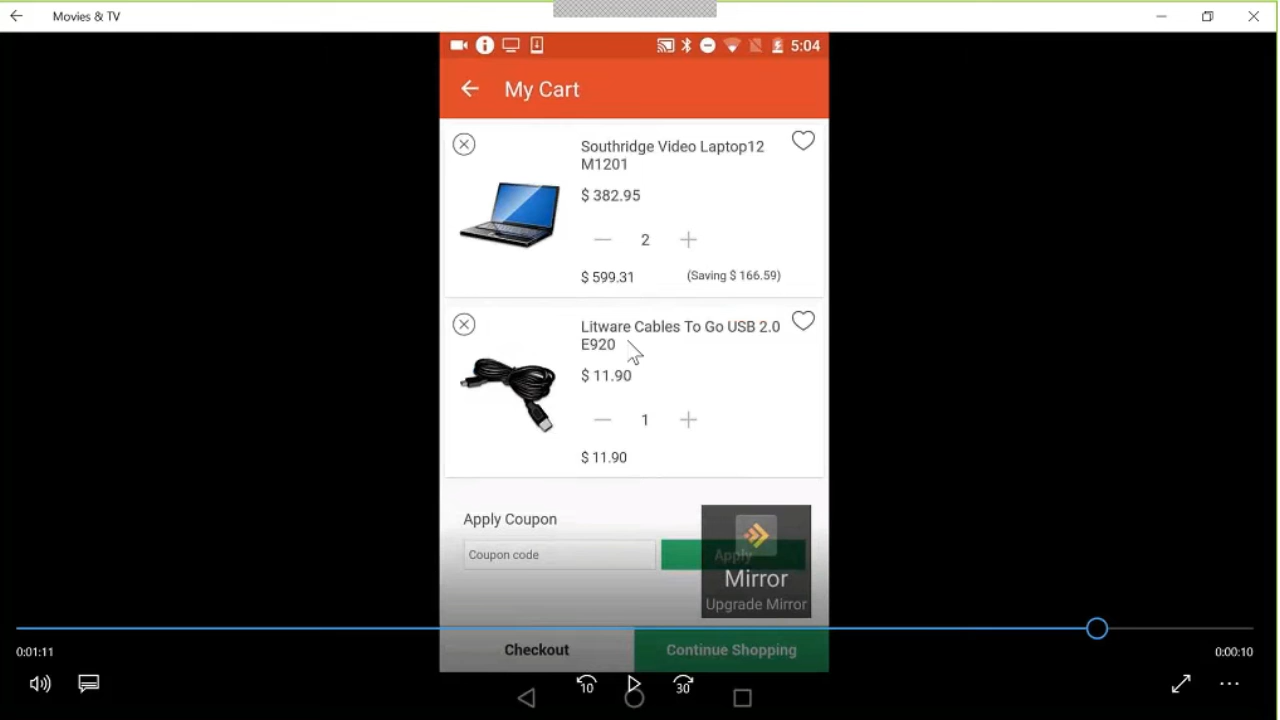 Movies & TV
5:04
My Cart
Southridge Video Laptop12
M1201
$ 382.95
2
$ 599.31 (Saving $ 166.59)
Litware Cables To Go USB 2.0
E920
$ 11.90
1
$ 11.90
Apply Coupon
Coupon code
Apply
Mirror
Upgrade Mirror
Checkout
Continue Shopping
0:01:11
0:00:10
10
30